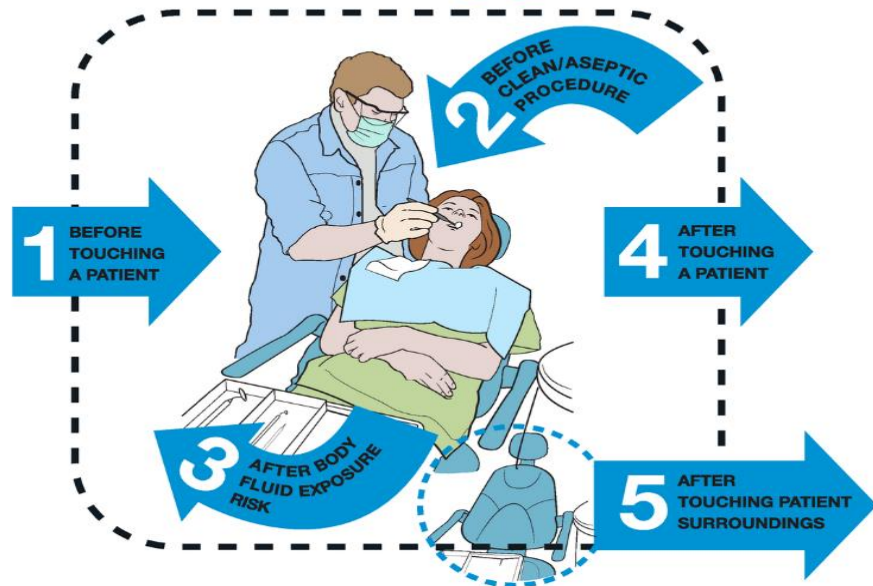 1
BEFORE
TOUCHING
A PATIENT
2
BEFORE
CLEAN/ASEPTIC
PROCEDURE
3
AFTER BODY
FLUID EXPOSURE
RISK
4
AFTER
TOUCHING
A PATIENT
5
AFTER
TOUCHING PATIENT
SURROUNDINGS